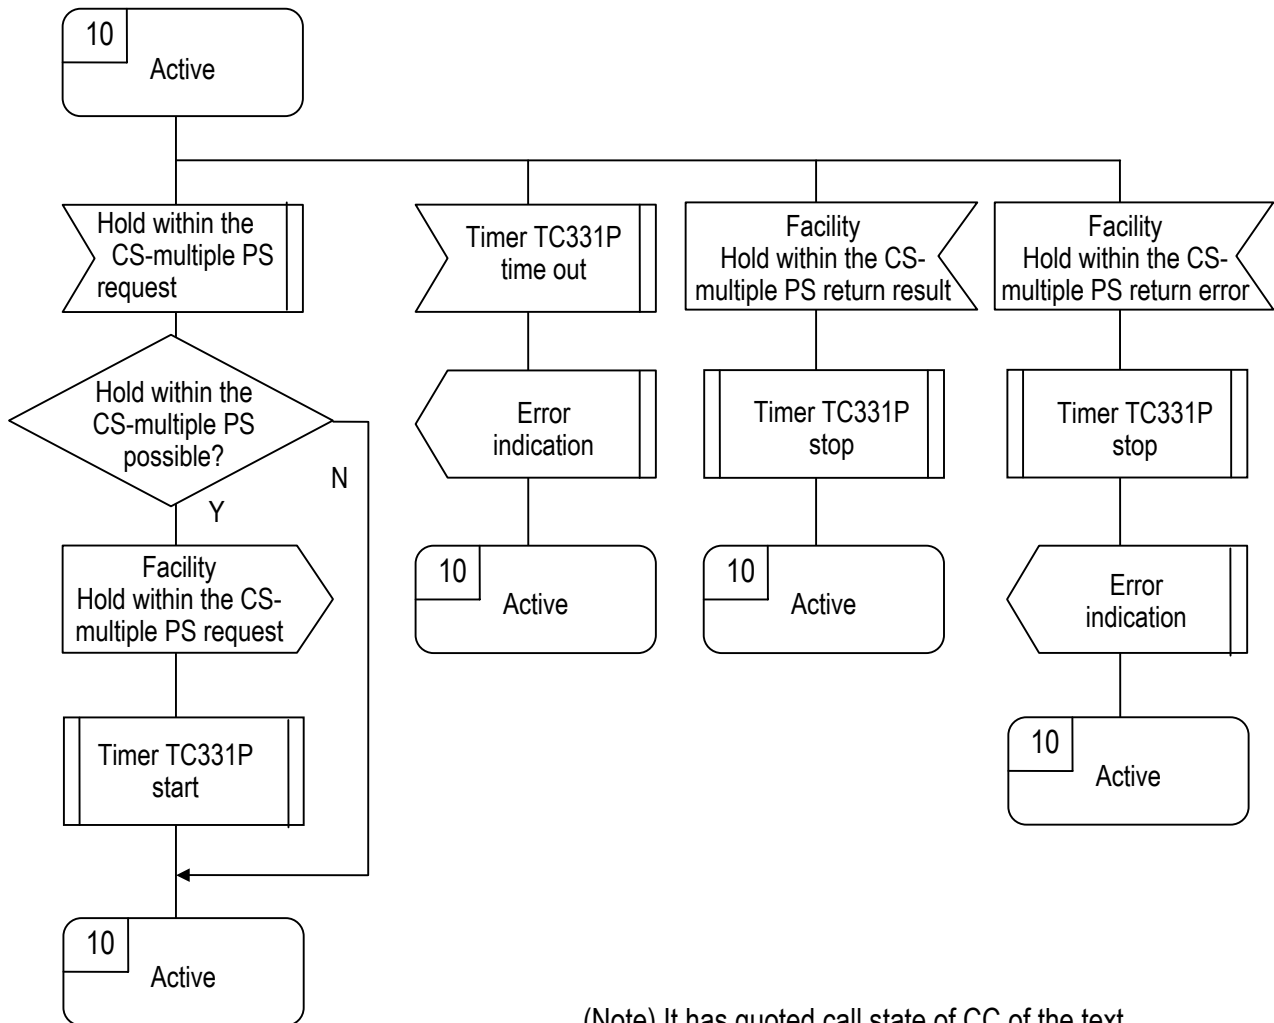 10
Active
Hold within the
CS-multiple PS
request
Hold within the
CS-multiple PS
possible?
N
Y
Facility
Hold within the CS-
multiple PS request
Timer TC331P
start
10
Active
Timer TC331P
time out
Error
indication
10
Active
Facility
Hold within the CS-
multiple PS return result
Timer TC331P
stop
10
Active
Facility
Hold within the CS-
multiple PS return error
Timer TC331P
stop
Error
indication
10
Active
(Note) It has quoted call state of CC of the text